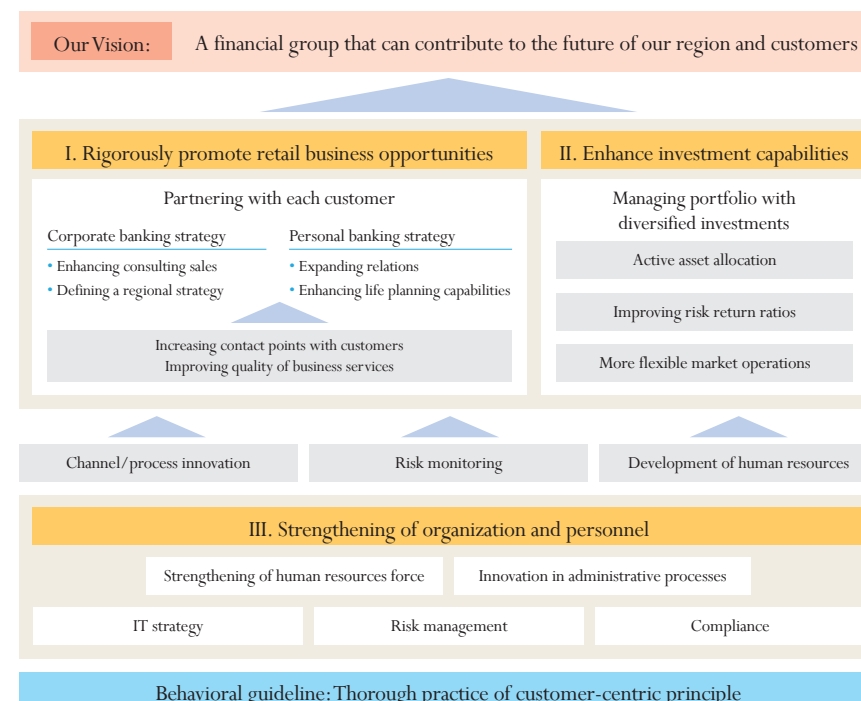 Our Vision: A financial group that can contribute to the future of our region and customers
I. Rigorously promote retail business opportunities
Partnering with each customer
Corporate banking strategy
• Enhancing consulting sales
• Defining a regional strategy
Personal banking strategy
• Expanding relations
• Enhancing life planning capabilities
Increasing contact points with customers
Improving quality of business services
II. Enhance investment capabilities
Managing portfolio with
diversified investments
Active asset allocation
Improving risk return ratios
More flexible market operations
Channel/process innovation
Risk monitoring
Development of human resources
III. Strengthening of organization and personnel
Strengthening of human resources force
Innovation in administrative processes
IT strategy
Risk management
Compliance
Behavioral guideline: Thorough practice of customer-centric principle